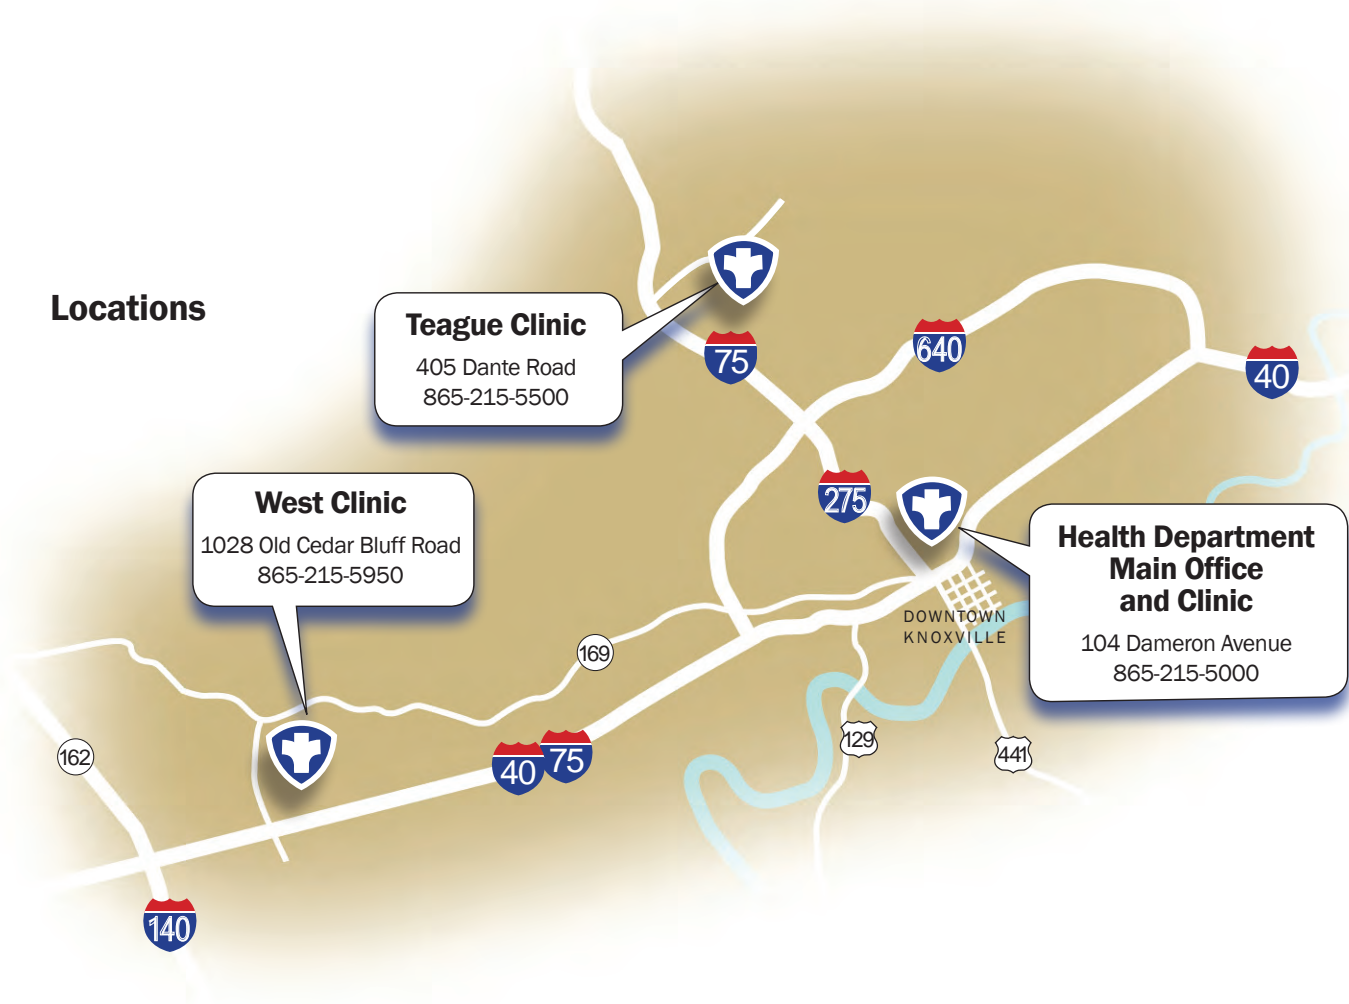 Locations
Teague Clinic
405 Dante Road
865-215-5500
75
640
40
West Clinic
1028 Old Cedar Bluff Road
865-215-5950
275
Health Department
Main Office
and Clinic
104 Dameron Avenue
865-215-5000
DOWNTOWN
KNOXVILLE
169
162
40
75
129
441
140